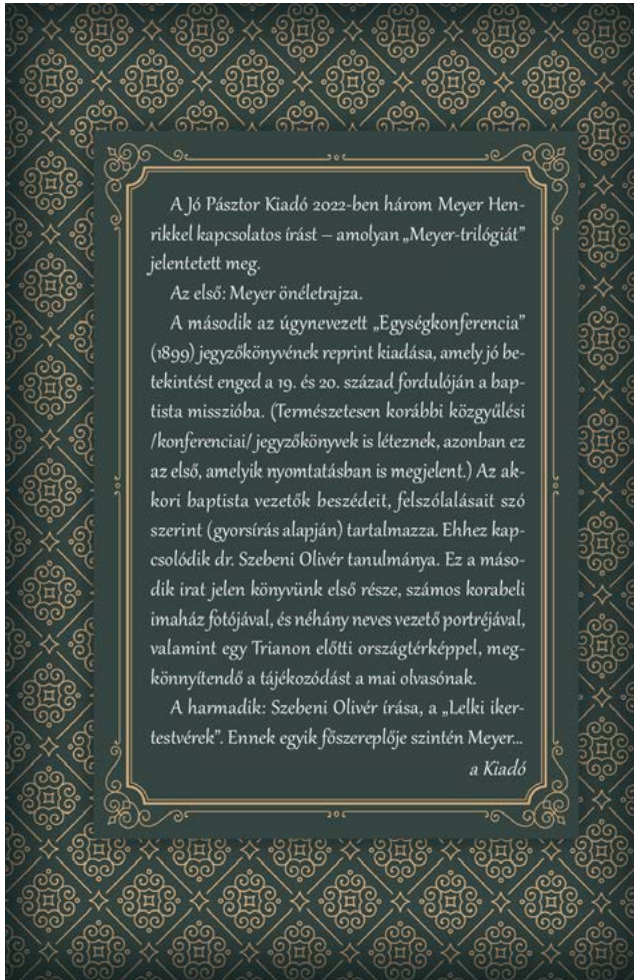 A Jó Pásztor Kiadó 2022-ben három Meyer Hen-
rikkel kapcsolatos írást – amolyan „Meyer-trilógiát”
jelentetett meg.
Az első: Meyer önéletrajza.
A második az úgynevezett „Egységkonferencia”
(1899) jegyzőkönyvének reprint kiadása, amely jó be-
tekintést enged a 19. és 20. század fordulóján a bap-
tista misszióba. (Természetesen korábbi közgyűlési
/konferenciai/ jegyzőkönyvek is léteznek, azonban ez
az első, amelyik nyomtatásban is megjelent.) Az ak-
kori baptista vezetők beszédeit, felszólalásait szó
szerint (gyorsírás alapján) tartalmazza. Ehhez kap-
csolódik dr. Szebeni Olivér tanulmánya. Ez a máso-
dik irat jelen könyvünk első része, számos korabeli
imaház fotójával, és néhány neves vezető portréjával,
valamint egy Trianon előtti országtérképpel, meg-
könnyítendő a tájékozódást a mai olvasónak.
A harmadik: Szebeni Olivér írása, a „Lelki iker-
testvérek”. Ennek egyik főszereplője szintén Meyer...
a Kiadó